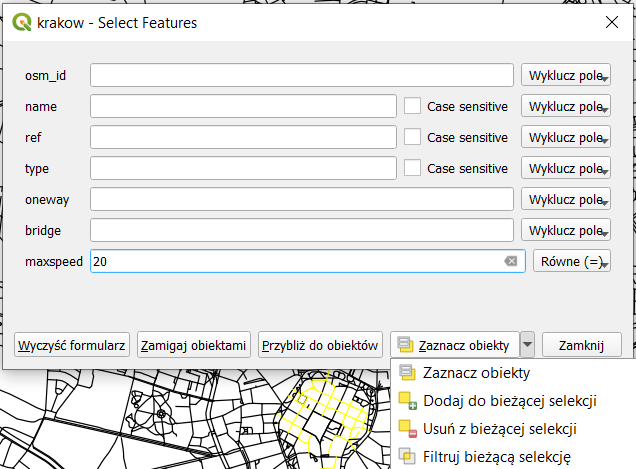 krakow - Select Features
osm_id Wyklucz pole
name Case sensitive Wyklucz pole
ref Case sensitive Wyklucz pole
type Case sensitive Wyklucz pole
oneway Wyklucz pole
bridge Wyklucz pole
maxspeed 20 Równe (=)
Wyczyść formularz Zamigaj obiektami Przybliż do obiektów Zaznacz obiekty Zamknij
Zaznacz obiekty
Dodaj do bieżącej selekcji
Usuń z bieżącej selekcji
Filtruj bieżącą selekcję